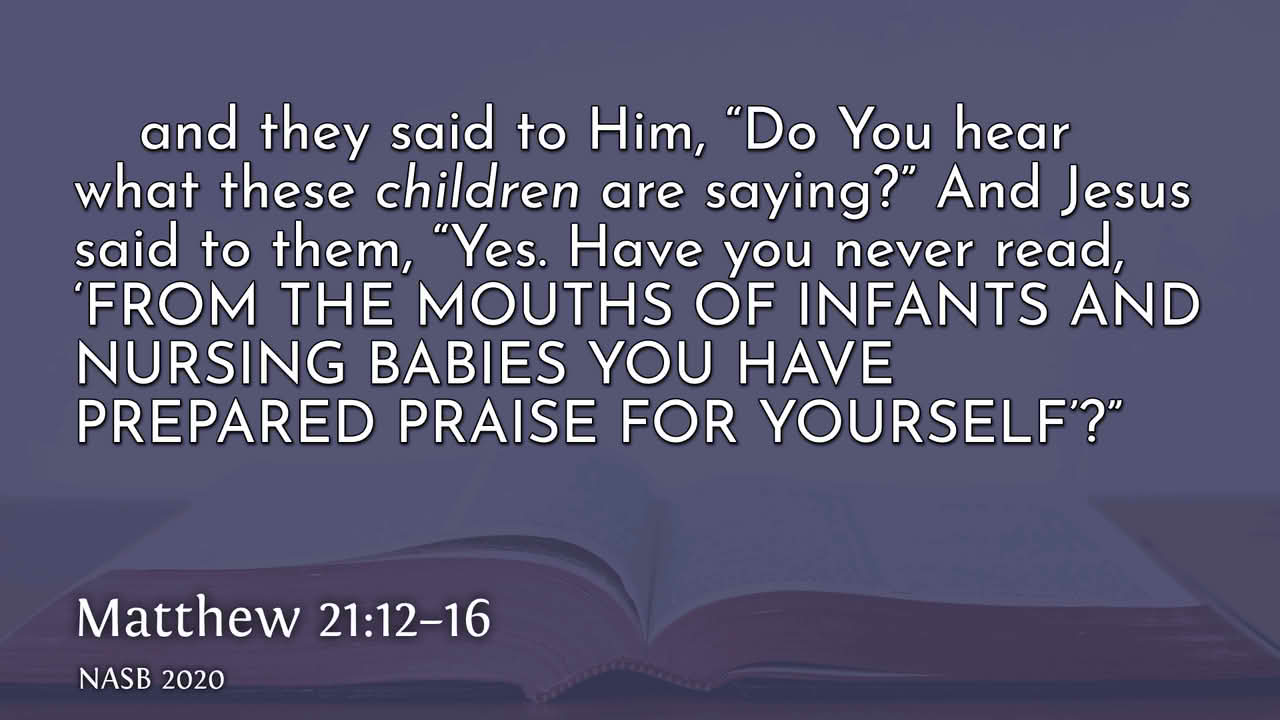 and they said to Him, “Do You hear
what these children are saying?” And Jesus
said to them, “Yes. Have you never read,
‘FROM THE MOUTHS OF INFANTS AND
NURSING BABIES YOU HAVE
PREPARED PRAISE FOR YOURSELF’?”
Matthew 21:12–16
NASB 2020